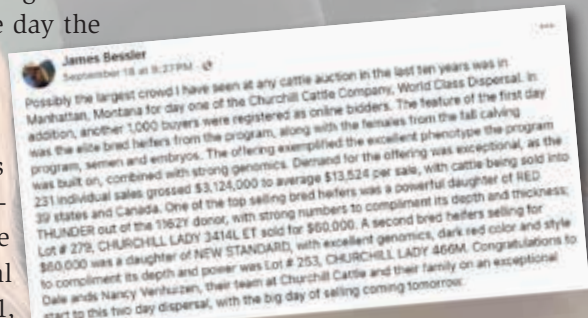 g
e day the
James Bessler
September 18 at 9:37PM
Possibly the largest crowd I have seen at any cattle auction in the last ten years was in
Manhattan, Montana for day one of the Churchill Cattle Company, World Class Dispersal. In
addition, another 1,000 buyers were registered as online bidders. The feature of the first day
was the elite bred heifers from the program, along with the females from the fall calving
program, semen and embryos. The offering exemplified the excellent phenotype the program
was built on, combined with strong genomics. Demand for the offering was exceptional, as the
231 individual sales grossed $3,124,000 to average $13,524 per sale, with cattle being sold into
39 states and Canada. One of the top selling bred heifers was a powerful daughter of RED
THUNDER out of the 1162Y donor, with strong numbers to compliment its depth and thickness;
Lot # 279, CHURCHILL LADY 3414L ET sold for $60,000. A second bred heifers selling for
$60,000 was a daughter of NEW STANDARD, with excellent genomics, dark red color and style
to compliment its depth and power was Lot # 253, CHURCHILL LADY 466M. Congratulations to
Dale ands Nancy Venhuizen, their team at Churchill Cattle and their family on an exceptional
start to this two day dispersal, with the big day of selling coming tomorrow.
s
-
e
al
1,